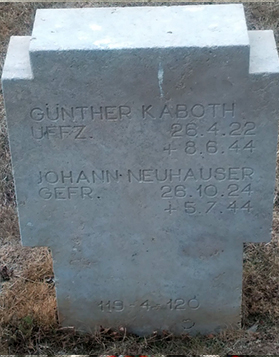 GÜNTHER KABOTH
UFFZ. 26.4.22
+ 8.6.44
JOHANN·NEUHAUSER
GEFR. 26.10.24
+ 5.7.44
119·4·120